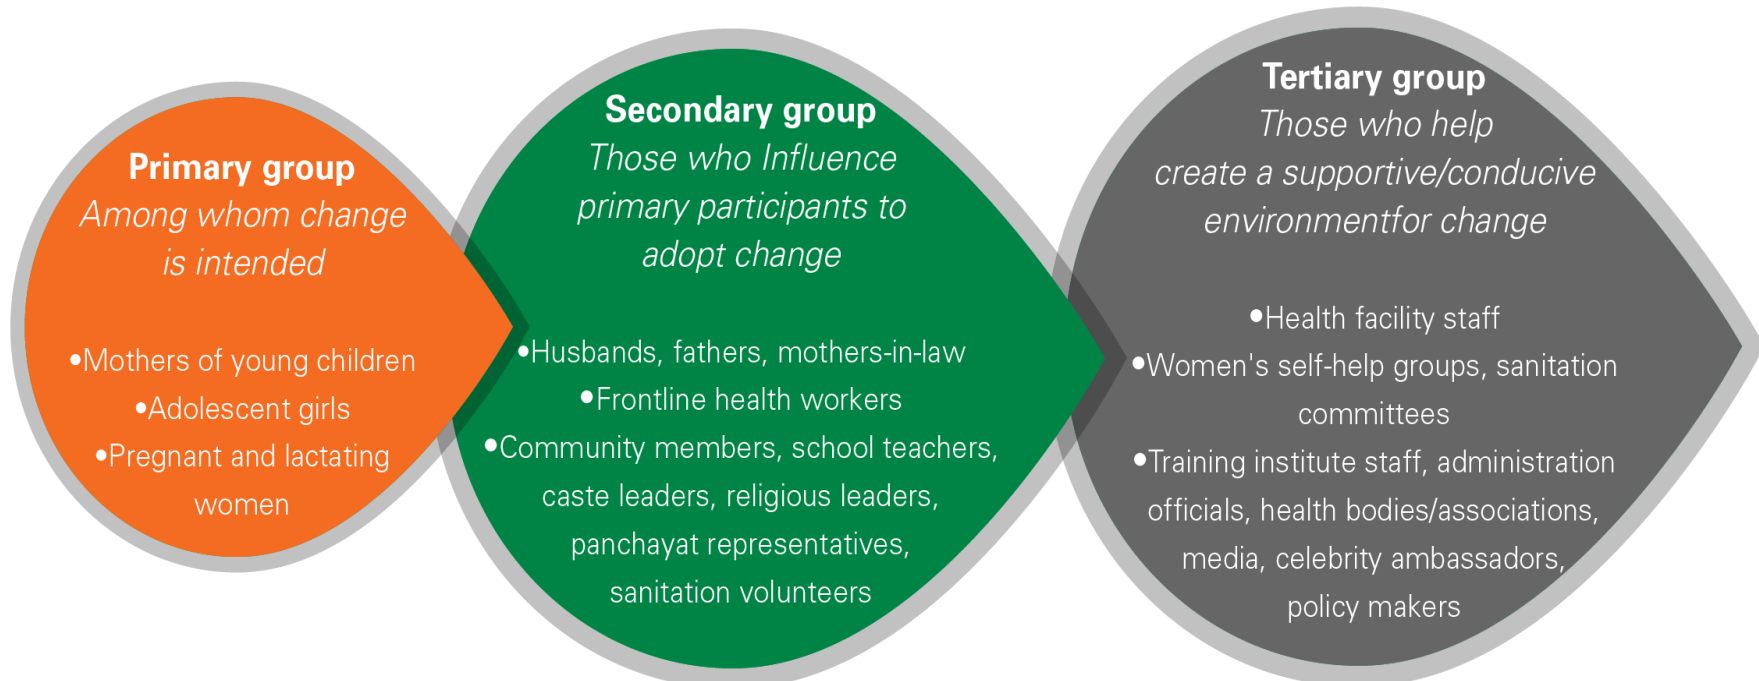 Primary group
Among whom change
is intended
•Mothers of young children
•Adolescent girls
•Pregnant and lactating
women
Secondary group
Those who Influence
primary participants to
adopt change
•Husbands, fathers, mothers-in-law
•Frontline health workers
•Community members, school teachers,
caste leaders, religious leaders,
panchayat representatives,
sanitation volunteers
Tertiary group
Those who help
create a supportive/conducive
environmentfor change
•Health facility staff
•Women's self-help groups, sanitation
committees
•Training institute staff, administration
officials, health bodies/associations,
media, celebrity ambassadors,
policy makers